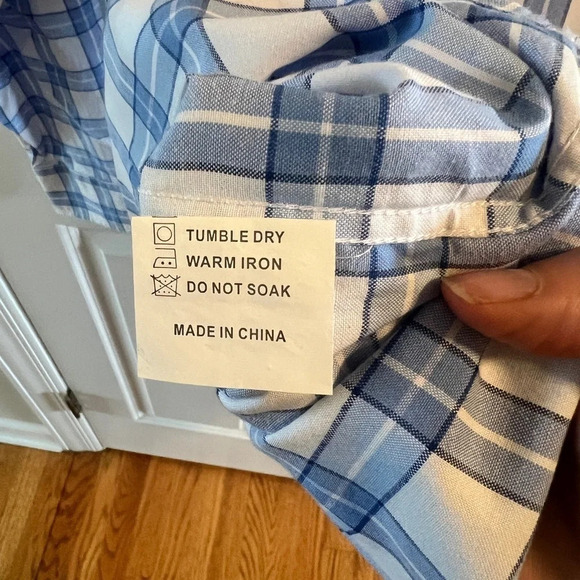 TUMBLE DRY
WARM IRON
DO NOT SOAK
MADE IN CHINA